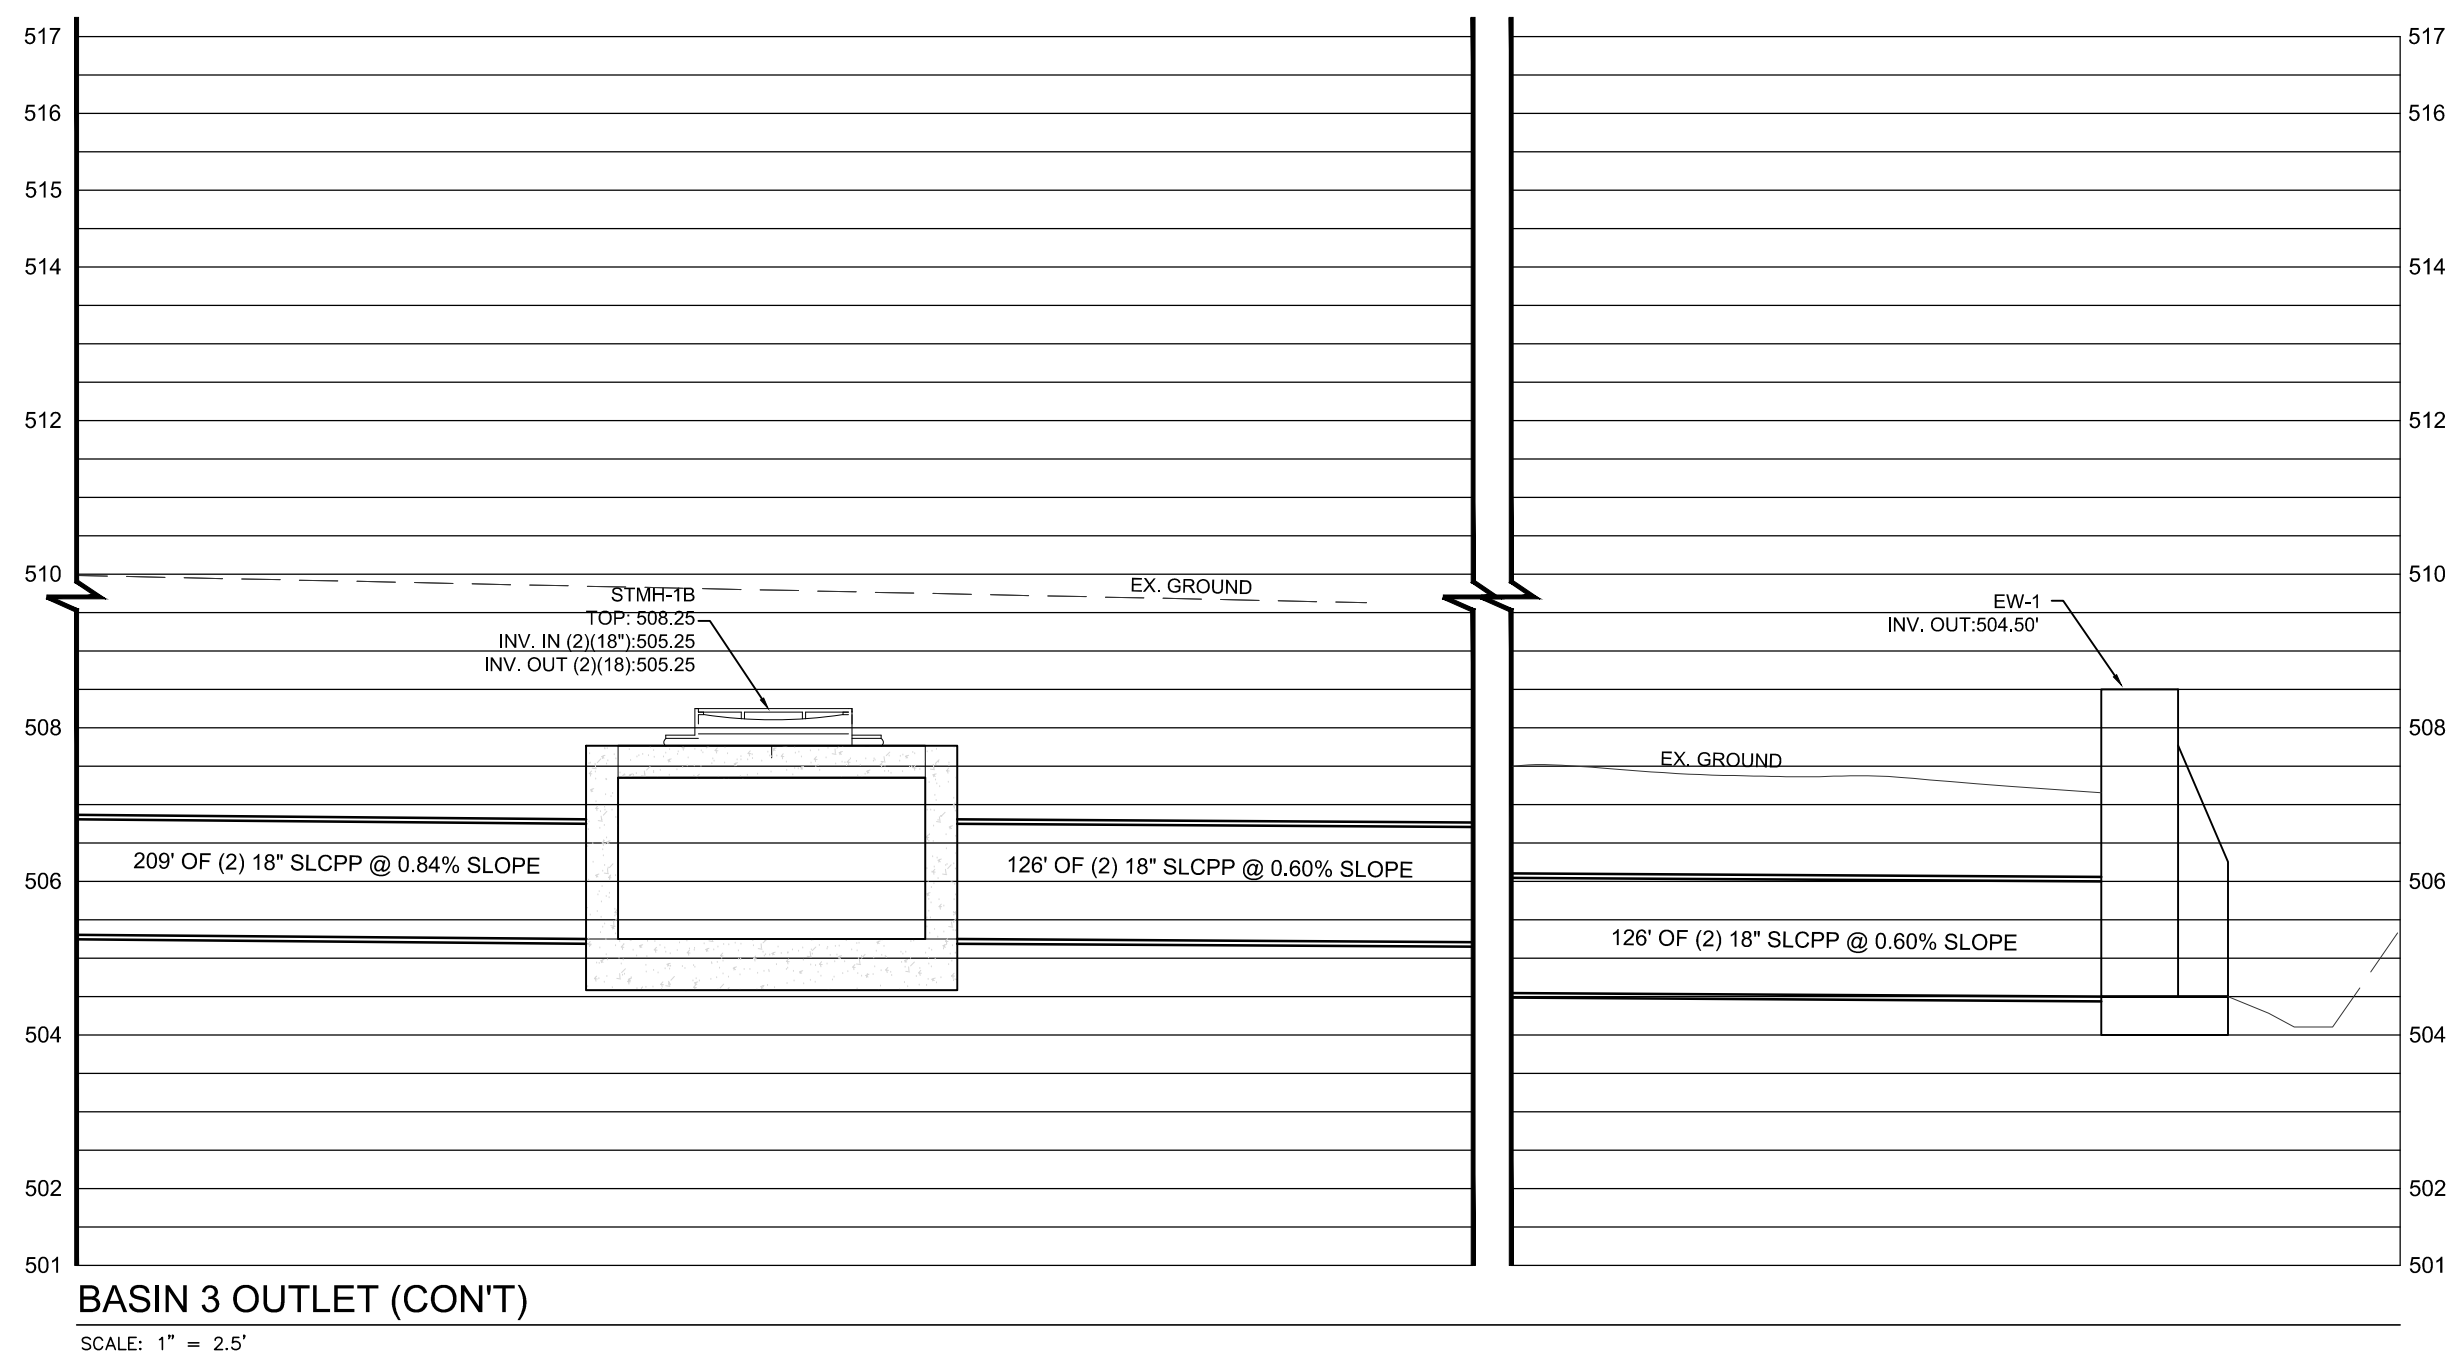 517
516
515
514
512
510
508
506
504
502
501
EX. GROUND
STMH-1B
TOP: 508.25
INV. IN (2)(18"):505.25
INV. OUT (2)(18):505.25
209' OF (2) 18" SLCPP @ 0.84% SLOPE
126' OF (2) 18" SLCPP @ 0.60% SLOPE
EW-1
INV. OUT:504.50'
EX. GROUND
126' OF (2) 18" SLCPP @ 0.60% SLOPE
517
516
515
514
512
510
508
506
504
502
501
BASIN 3 OUTLET (CON'T)
SCALE: 1" = 2.5'